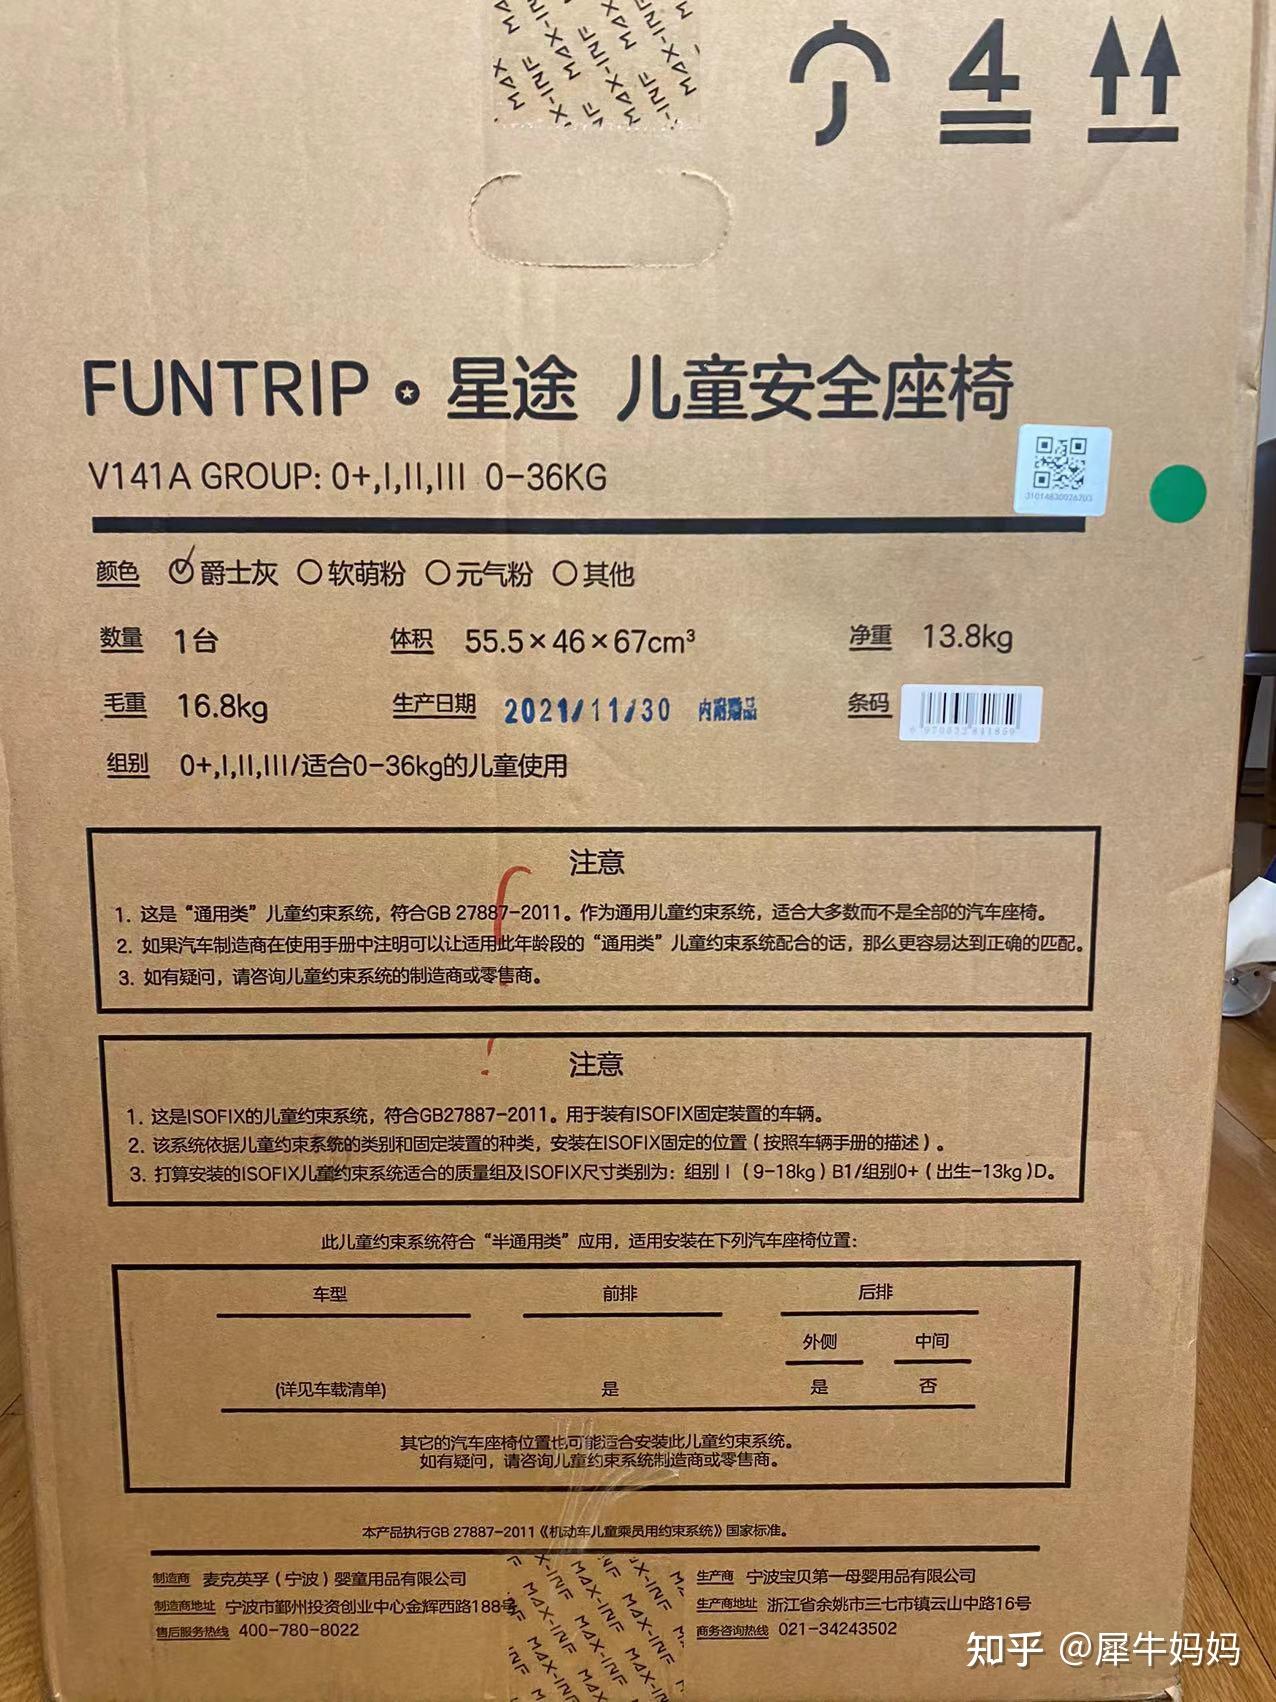 4
FUNTRIP 星途 儿童安全座椅
V141A GROUP: 0+,I,II,III 0-36KG
31014830026203
颜色 爵士灰 软萌粉 元气粉 其他
数量 1台 体积 55.5×46×67cm³ 净重 13.8kg
毛重 16.8kg 生产日期 2021/11/30 内附赠品 条码
组别 0+,I,II,III/适合0-36kg的儿童使用
注意
1. 这是“通用类”儿童约束系统，符合GB 27887-2011。作为通用儿童约束系统，适合大多数而不是全部的汽车座椅。
2. 如果汽车制造商在使用手册中注明可以让适用此年龄段的“通用类”儿童约束系统配合的话，那么更容易达到正确的匹配。
3. 如有疑问，请咨询儿童约束系统的制造商或零售商。
注意
1. 这是ISOFIX的儿童约束系统，符合GB27887-2011。用于装有ISOFIX固定装置的车辆。
2. 该系统依据儿童约束系统的类别和固定装置的种类，安装在ISOFIX固定的位置（按照车辆手册的描述）。
3. 打算安装的ISOFIX儿童约束系统适合的质量组及ISOFIX尺寸类别为：组别 I （9-18kg）B1/组别0+（出生-13kg）D。
此儿童约束系统符合“半通用类”应用，适用安装在下列汽车座椅位置：
车型 前排 后排
外侧 中间
(详见车载清单) 是 是 否
其它的汽车座椅位置也可能适合安装此儿童约束系统。
如有疑问，请咨询儿童约束系统制造商或零售商。
本产品执行GB 27887-2011《机动车儿童乘员用约束系统》国家标准。
制造商 麦克英孚（宁波）婴童用品有限公司 生产商 宁波宝贝第一母婴用品有限公司
制造商地址 宁波市鄞州投资创业中心金辉西路188号 生产商地址 浙江省余姚市三七市镇云山中路16号
售后服务热线 400-780-8022 商务咨询热线 021-34243502
MAX-INF
知乎 @犀牛妈妈